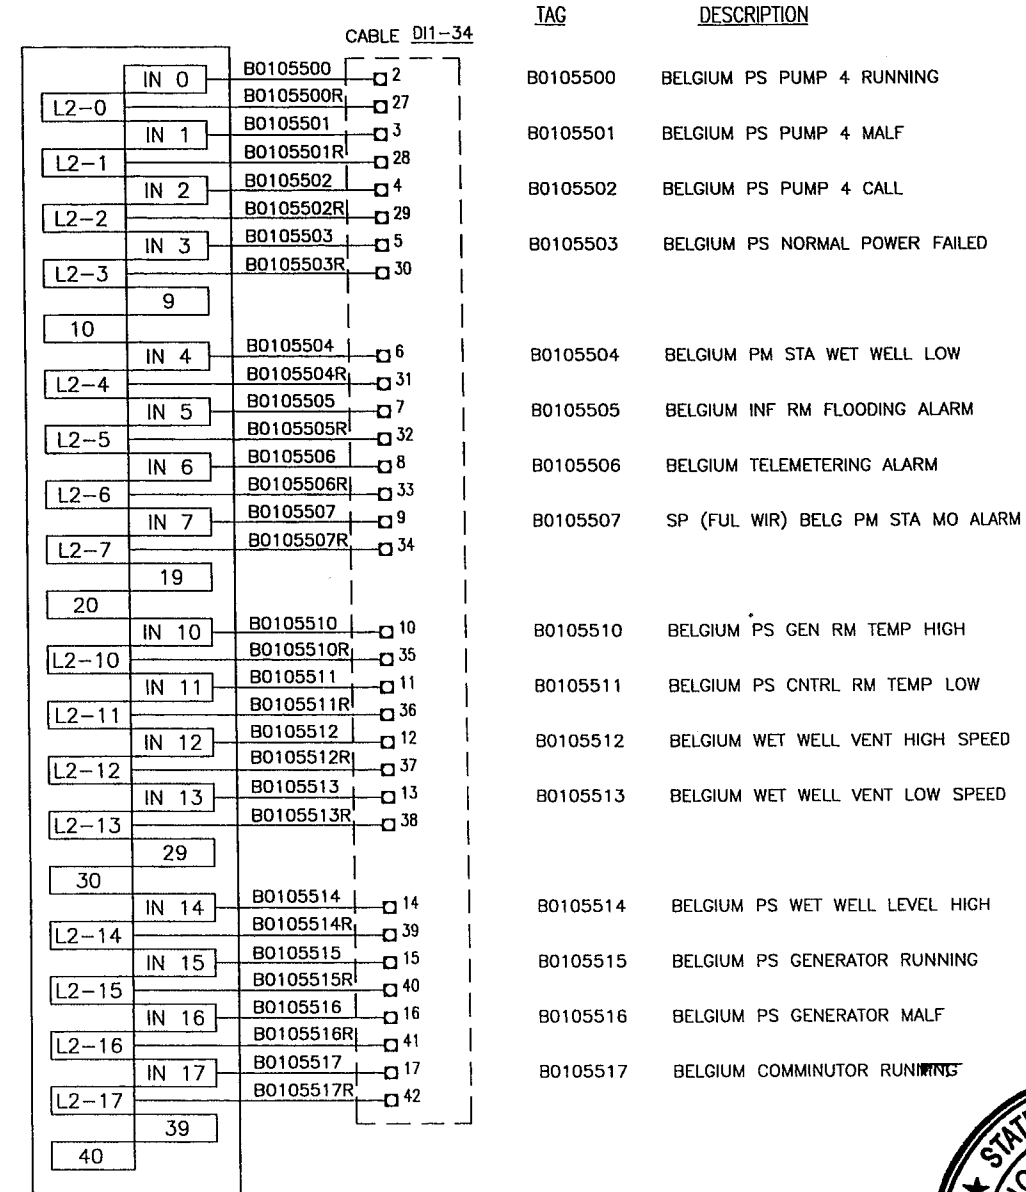 TAG DESCRIPTION
CABLE DI1-34
IN 0 B0105500 2 B0105500 BELGIUM PS PUMP 4 RUNNING
L2-0 B0105500R 27
IN 1 B0105501 3 B0105501 BELGIUM PS PUMP 4 MALF
L2-1 B0105501R 28
IN 2 B0105502 4 B0105502 BELGIUM PS PUMP 4 CALL
L2-2 B0105502R 29
IN 3 B0105503 5 B0105503 BELGIUM PS NORMAL POWER FAILED
L2-3 B0105503R 30
9
10
IN 4 B0105504 6 B0105504 BELGIUM PM STA WET WELL LOW
L2-4 B0105504R 31
IN 5 B0105505 7 B0105505 BELGIUM INF RM FLOODING ALARM
L2-5 B0105505R 32
IN 6 B0105506 8 B0105506 BELGIUM TELEMETERING ALARM
L2-6 B0105506R 33
IN 7 B0105507 9 B0105507 SP (FUL WIR) BELG PM STA MO ALARM
L2-7 B0105507R 34
19
20
IN 10 B0105510 10 B0105510 BELGIUM PS GEN RM TEMP HIGH
L2-10 B0105510R 35
IN 11 B0105511 11 B0105511 BELGIUM PS CNTRL RM TEMP LOW
L2-11 B0105511R 36
IN 12 B0105512 12 B0105512 BELGIUM WET WELL VENT HIGH SPEED
L2-12 B0105512R 37
IN 13 B0105513 13 B0105513 BELGIUM WET WELL VENT LOW SPEED
L2-13 B0105513R 38
29
30
IN 14 B0105514 14 B0105514 BELGIUM PS WET WELL LEVEL HIGH
L2-14 B0105514R 39
IN 15 B0105515 15 B0105515 BELGIUM PS GENERATOR RUNNING
L2-15 B0105515R 40
IN 16 B0105516 16 B0105516 BELGIUM PS GENERATOR MALF
L2-16 B0105516R 41
IN 17 B0105517 17 B0105517 BELGIUM COMMINUTOR RUNNING
L2-17 B0105517R 42
39
40